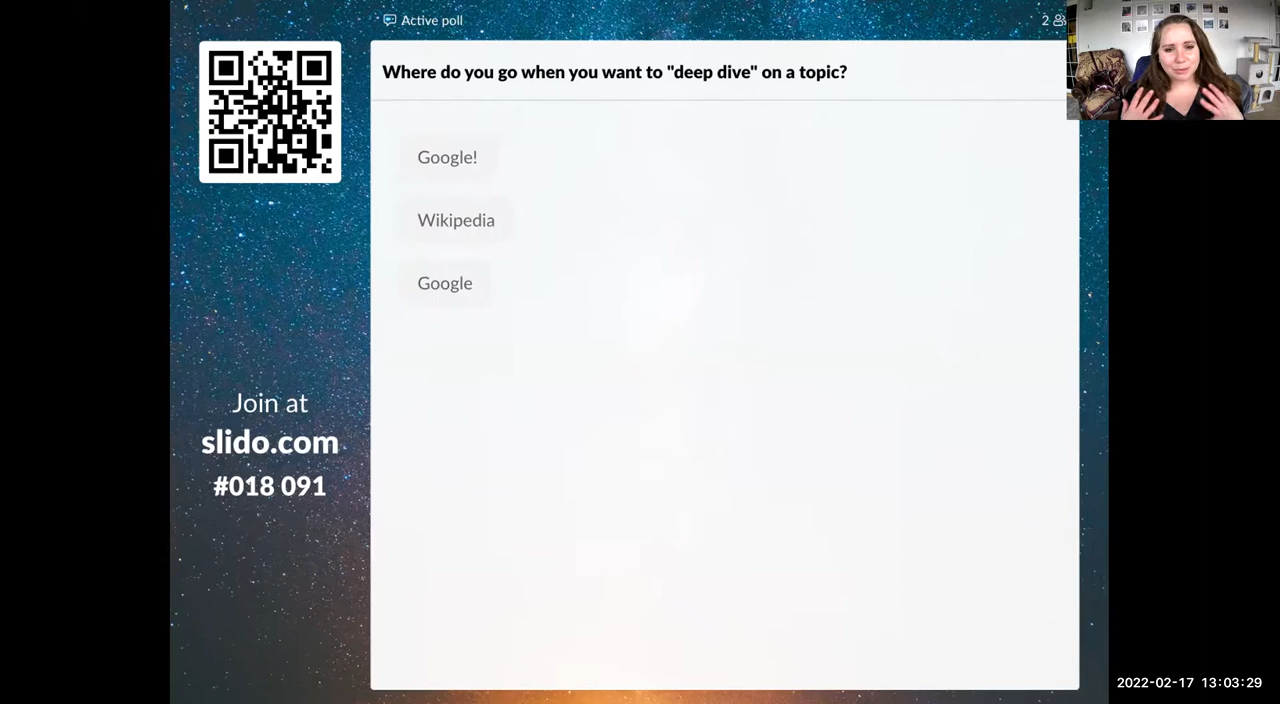 Active poll
2
Where do you go when you want to "deep dive" on a topic?
Google!
Wikipedia
Google
Join at
slido.com
#018 091
2022-02-17 13:03:29